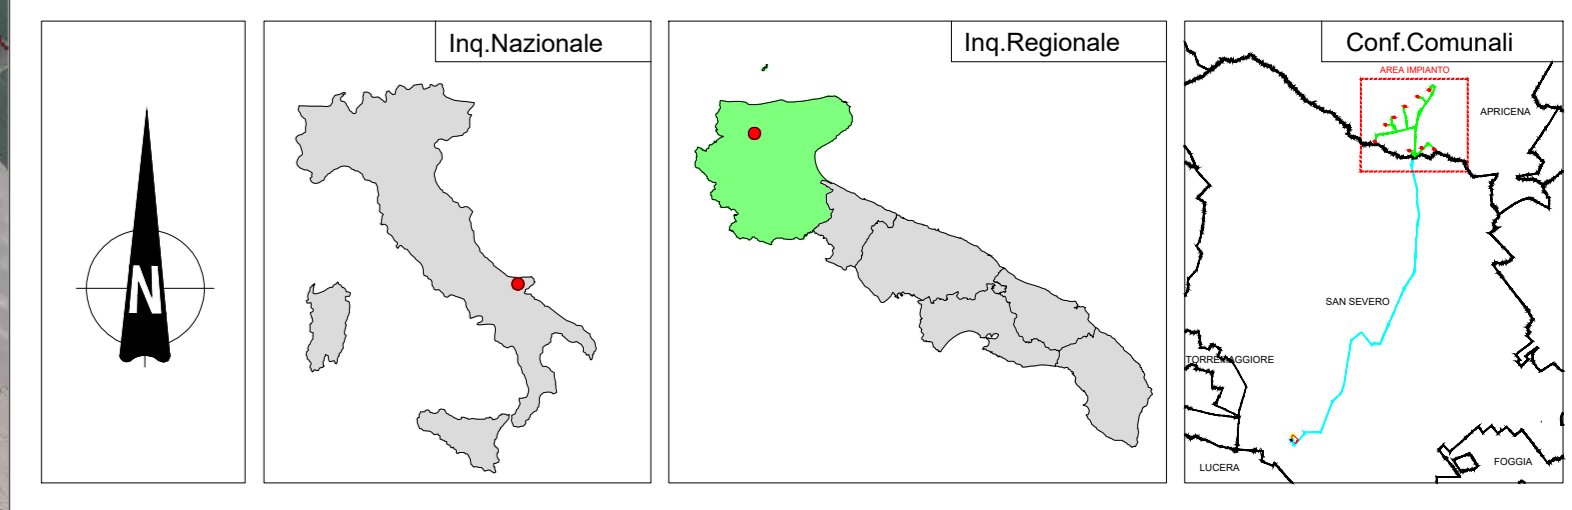 N
Inq.Nazionale
Inq.Regionale
Conf.Comunali
AREA IMPIANTO
APRICENA
SAN SEVERO
TORREMAGGIORE
LUCERA
FOGGIA